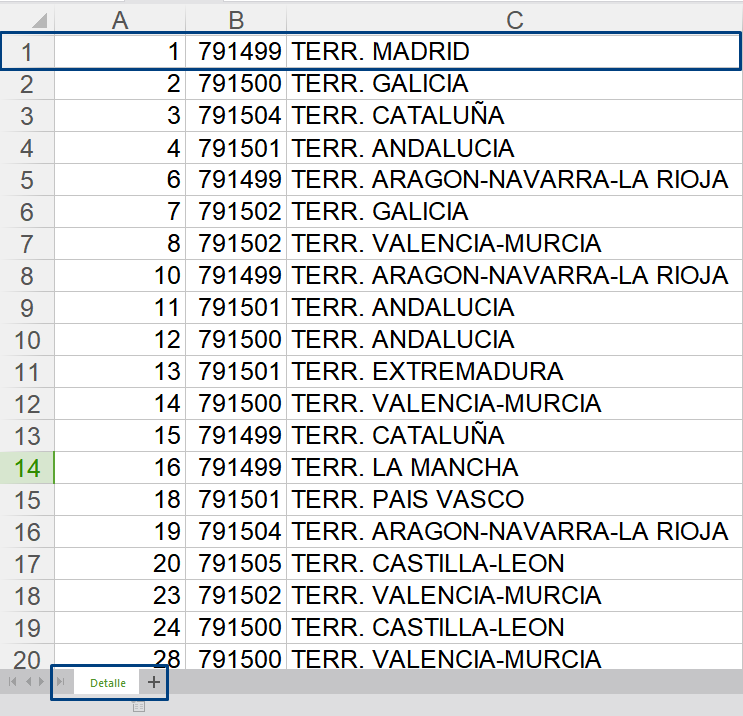 A B C
1 1 791499 TERR. MADRID
2 2 791500 TERR. GALICIA
3 3 791504 TERR. CATALUÑA
4 4 791501 TERR. ANDALUCIA
5 6 791499 TERR. ARAGON-NAVARRA-LA RIOJA
6 7 791502 TERR. GALICIA
7 8 791502 TERR. VALENCIA-MURCIA
8 10 791499 TERR. ARAGON-NAVARRA-LA RIOJA
9 11 791501 TERR. ANDALUCIA
10 12 791500 TERR. ANDALUCIA
11 13 791501 TERR. EXTREMADURA
12 14 791500 TERR. VALENCIA-MURCIA
13 15 791499 TERR. CATALUÑA
14 16 791499 TERR. LA MANCHA
15 18 791501 TERR. PAIS VASCO
16 19 791504 TERR. ARAGON-NAVARRA-LA RIOJA
17 20 791505 TERR. CASTILLA-LEON
18 23 791502 TERR. VALENCIA-MURCIA
19 24 791500 TERR. CASTILLA-LEON
20 28 791500 TERR. VALENCIA-MURCIA
Detalle +